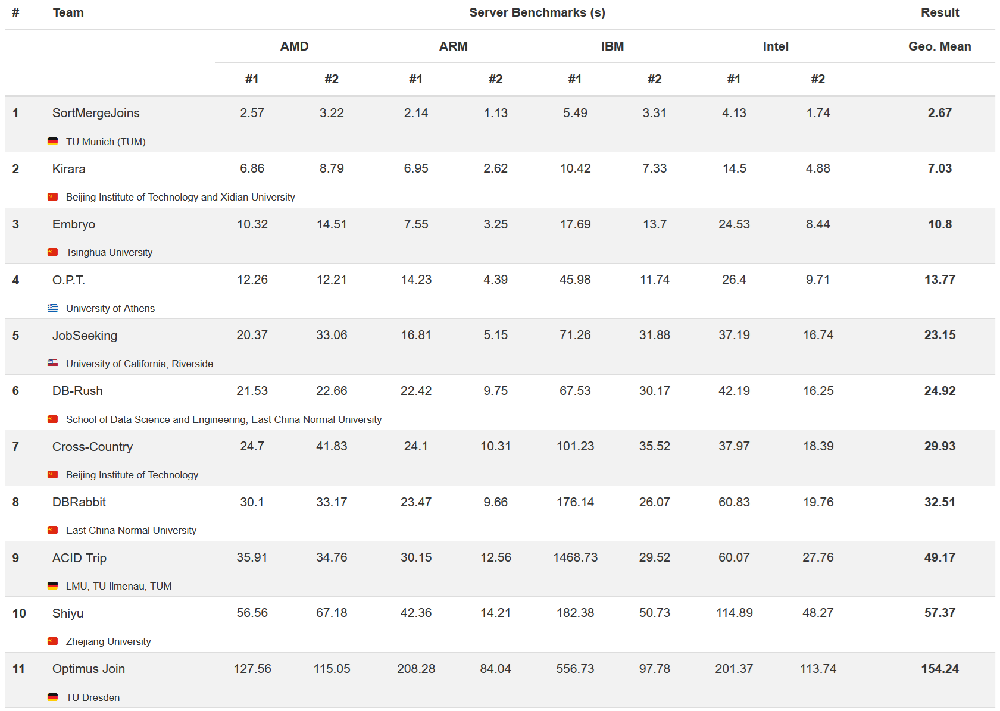 # Team Server Benchmarks (s) Result
AMD ARM IBM Intel Geo. Mean
#1 #2 #1 #2 #1 #2 #1 #2
1 SortMergeJoins 2.57 3.22 2.14 1.13 5.49 3.31 4.13 1.74 2.67
TU Munich (TUM)
2 Kirara 6.86 8.79 6.95 2.62 10.42 7.33 14.5 4.88 7.03
Beijing Institute of Technology and Xidian University
3 Embryo 10.32 14.51 7.55 3.25 17.69 13.7 24.53 8.44 10.8
Tsinghua University
4 O.P.T. 12.26 12.21 14.23 4.39 45.98 11.74 26.4 9.71 13.77
University of Athens
5 JobSeeking 20.37 33.06 16.81 5.15 71.26 31.88 37.19 16.74 23.15
University of California, Riverside
6 DB-Rush 21.53 22.66 22.42 9.75 67.53 30.17 42.19 16.25 24.92
School of Data Science and Engineering, East China Normal University
7 Cross-Country 24.7 41.83 24.1 10.31 101.23 35.52 37.97 18.39 29.93
Beijing Institute of Technology
8 DBRabbit 30.1 33.17 23.47 9.66 176.14 26.07 60.83 19.76 32.51
East China Normal University
9 ACID Trip 35.91 34.76 30.15 12.56 1468.73 29.52 60.07 27.76 49.17
LMU, TU Ilmenau, TUM
10 Shiyu 56.56 67.18 42.36 14.21 182.38 50.73 114.89 48.27 57.37
Zhejiang University
11 Optimus Join 127.56 115.05 208.28 84.04 556.73 97.78 201.37 113.74 154.24
TU Dresden